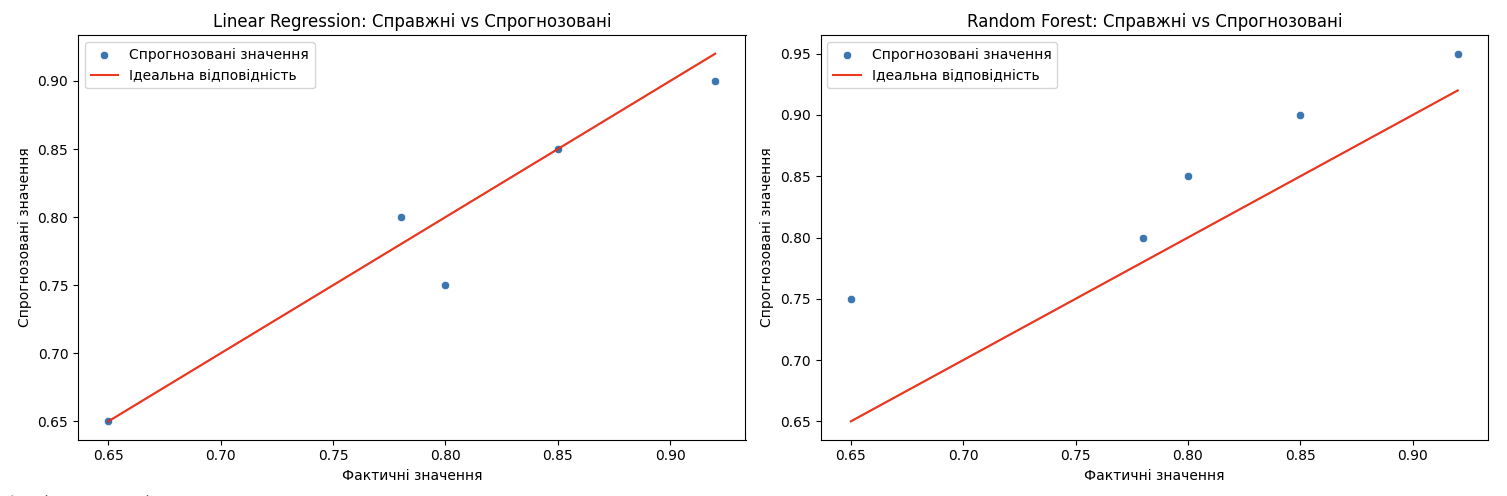 Linear Regression: Справжні vs Спрогнозовані
Спрогнозовані значення
Ідеальна відповідність
0.90
0.85
0.80
0.75
0.70
0.65
Спрогнозовані значення
0.65 0.70 0.75 0.80 0.85 0.90
Фактичні значення
Random Forest: Справжні vs Спрогнозовані
Спрогнозовані значення
Ідеальна відповідність
0.95
0.90
0.85
0.80
0.75
0.70
0.65
Спрогнозовані значення
0.65 0.70 0.75 0.80 0.85 0.90
Фактичні значення